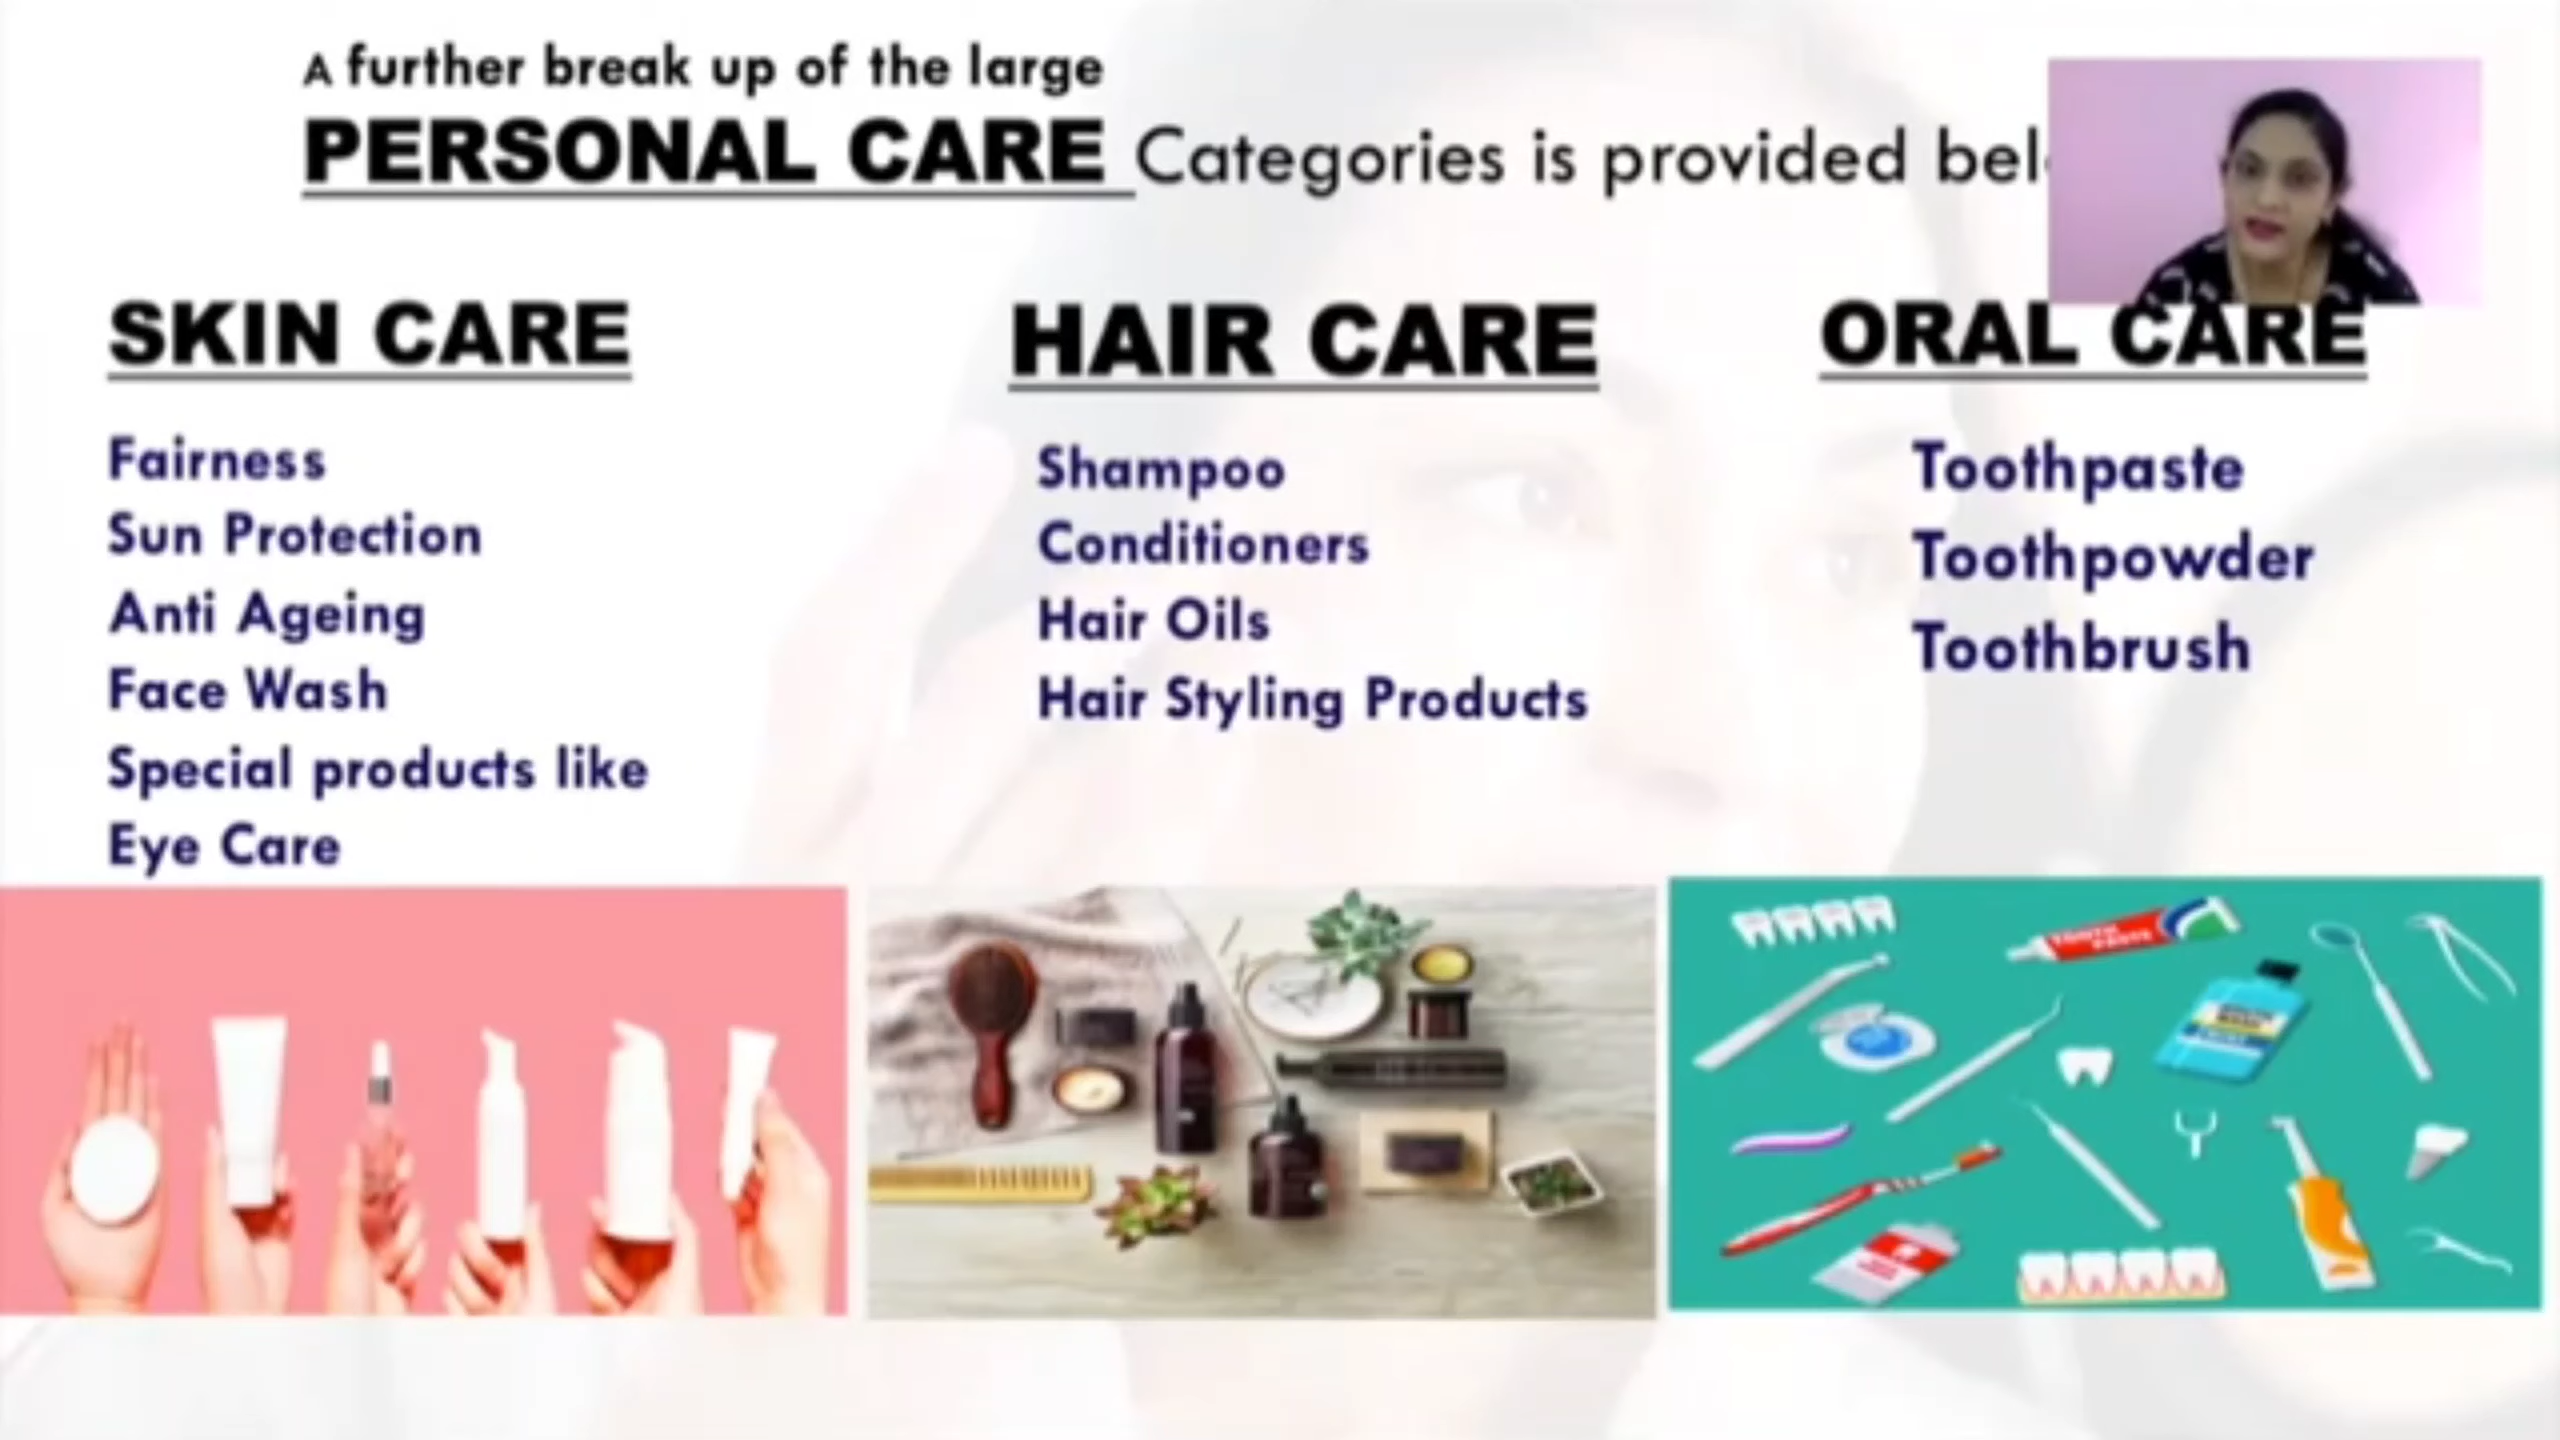 A further break up of the large
PERSONAL CARE Categories is provided
SKIN CARE
Fairness
Sun Protection
Anti Ageing
Face Wash
Special products like
Eye Care
HAIR CARE
Shampoo
Conditioners
Hair Oils
Hair Styling Products
ORAL CARE
Toothpaste
Toothpowder
Toothbrush
TOOTH
PASTE